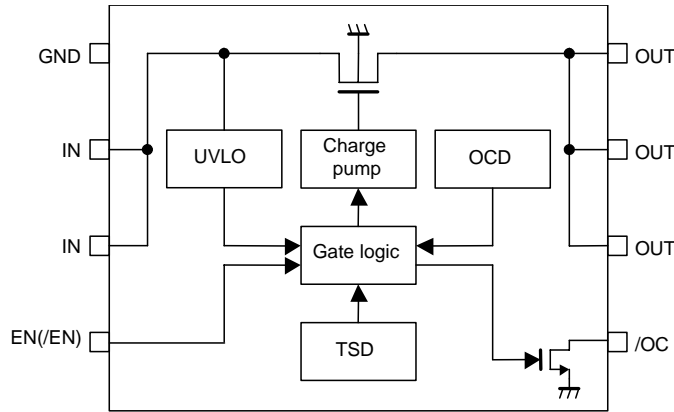 GND
OUT
IN
UVLO
Charge
pump
OCD
OUT
IN
Gate logic
OUT
EN(/EN)
TSD
/OC